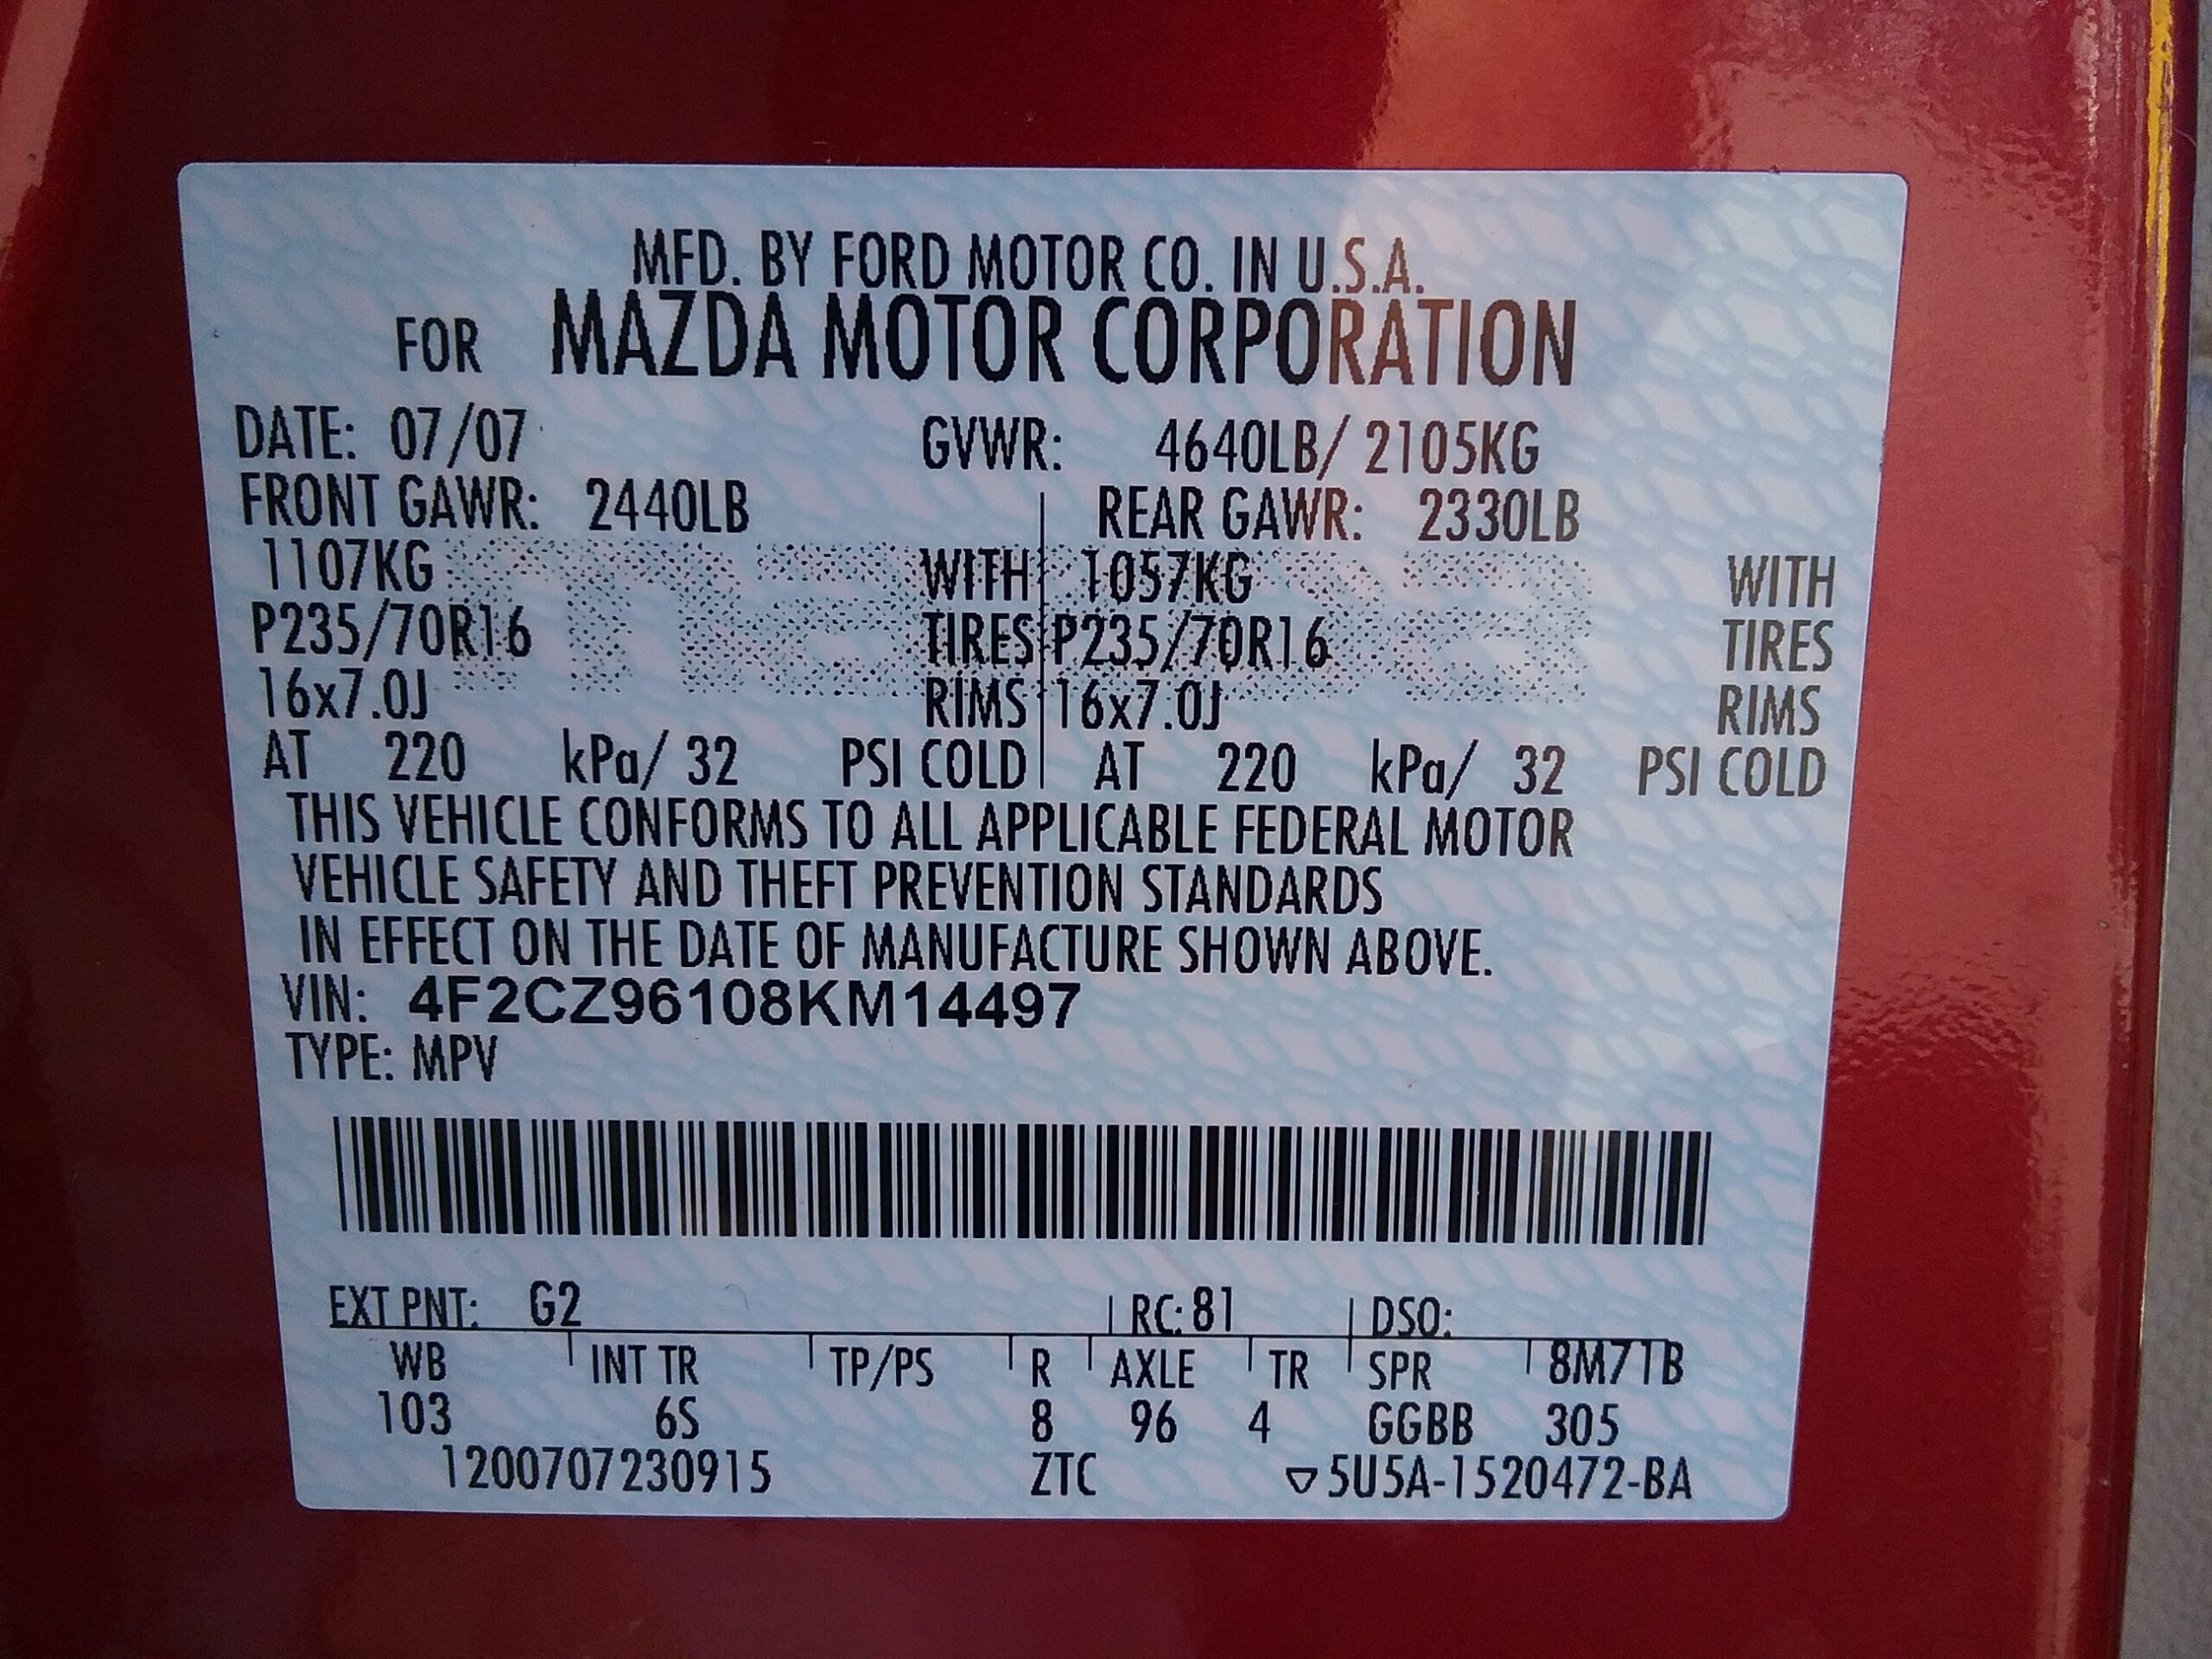 MFD. BY FORD MOTOR CO. IN U.S.A.
FOR MAZDA MOTOR CORPORATION
DATE: 07/07 GVWR: 4640LB/ 2105KG
FRONT GAWR: 2440LB REAR GAWR: 2330LB
1107KG WITH 1057KG WITH
P235/70R16 TIRES P235/70R16 TIRES
16x7.0J RIMS 16x7.0J RIMS
AT 220 kPa/ 32 PSI COLD AT 220 kPa/ 32 PSI COLD
THIS VEHICLE CONFORMS TO ALL APPLICABLE FEDERAL MOTOR
VEHICLE SAFETY AND THEFT PREVENTION STANDARDS
IN EFFECT ON THE DATE OF MANUFACTURE SHOWN ABOVE.
VIN: 4F2CZ96108KM14497
TYPE: MPV
EXT PNT: G2 RC: 81 DSO:
WB INT TR TP/PS R AXLE TR SPR 8M71B
103 6S 8 96 4 GGBB 305
1200707230915 ZTC 5U5A-1520472-BA